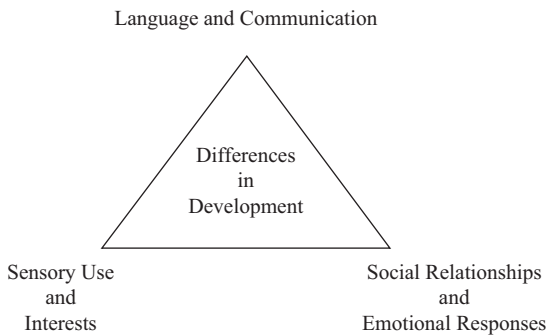 Language and Communication
Differences
in
Development
Sensory Use
and
Interests
Social Relationships
and
Emotional Responses